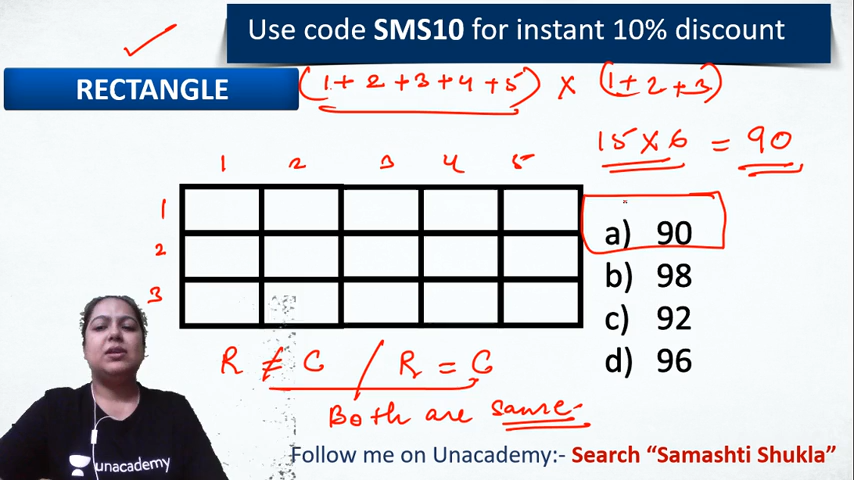 Use code SMS10 for instant 10% discount
RECTANGLE
(1+2+3+4+5) × (1+2+3)
15×6 = 90
1 2 3 4 5
1
2
3
a) 90
b) 98
c) 92
d) 96
R ≠ C / R = C
Both are same.
unacademy
Follow me on Unacademy:- Search “Samashti Shukla”